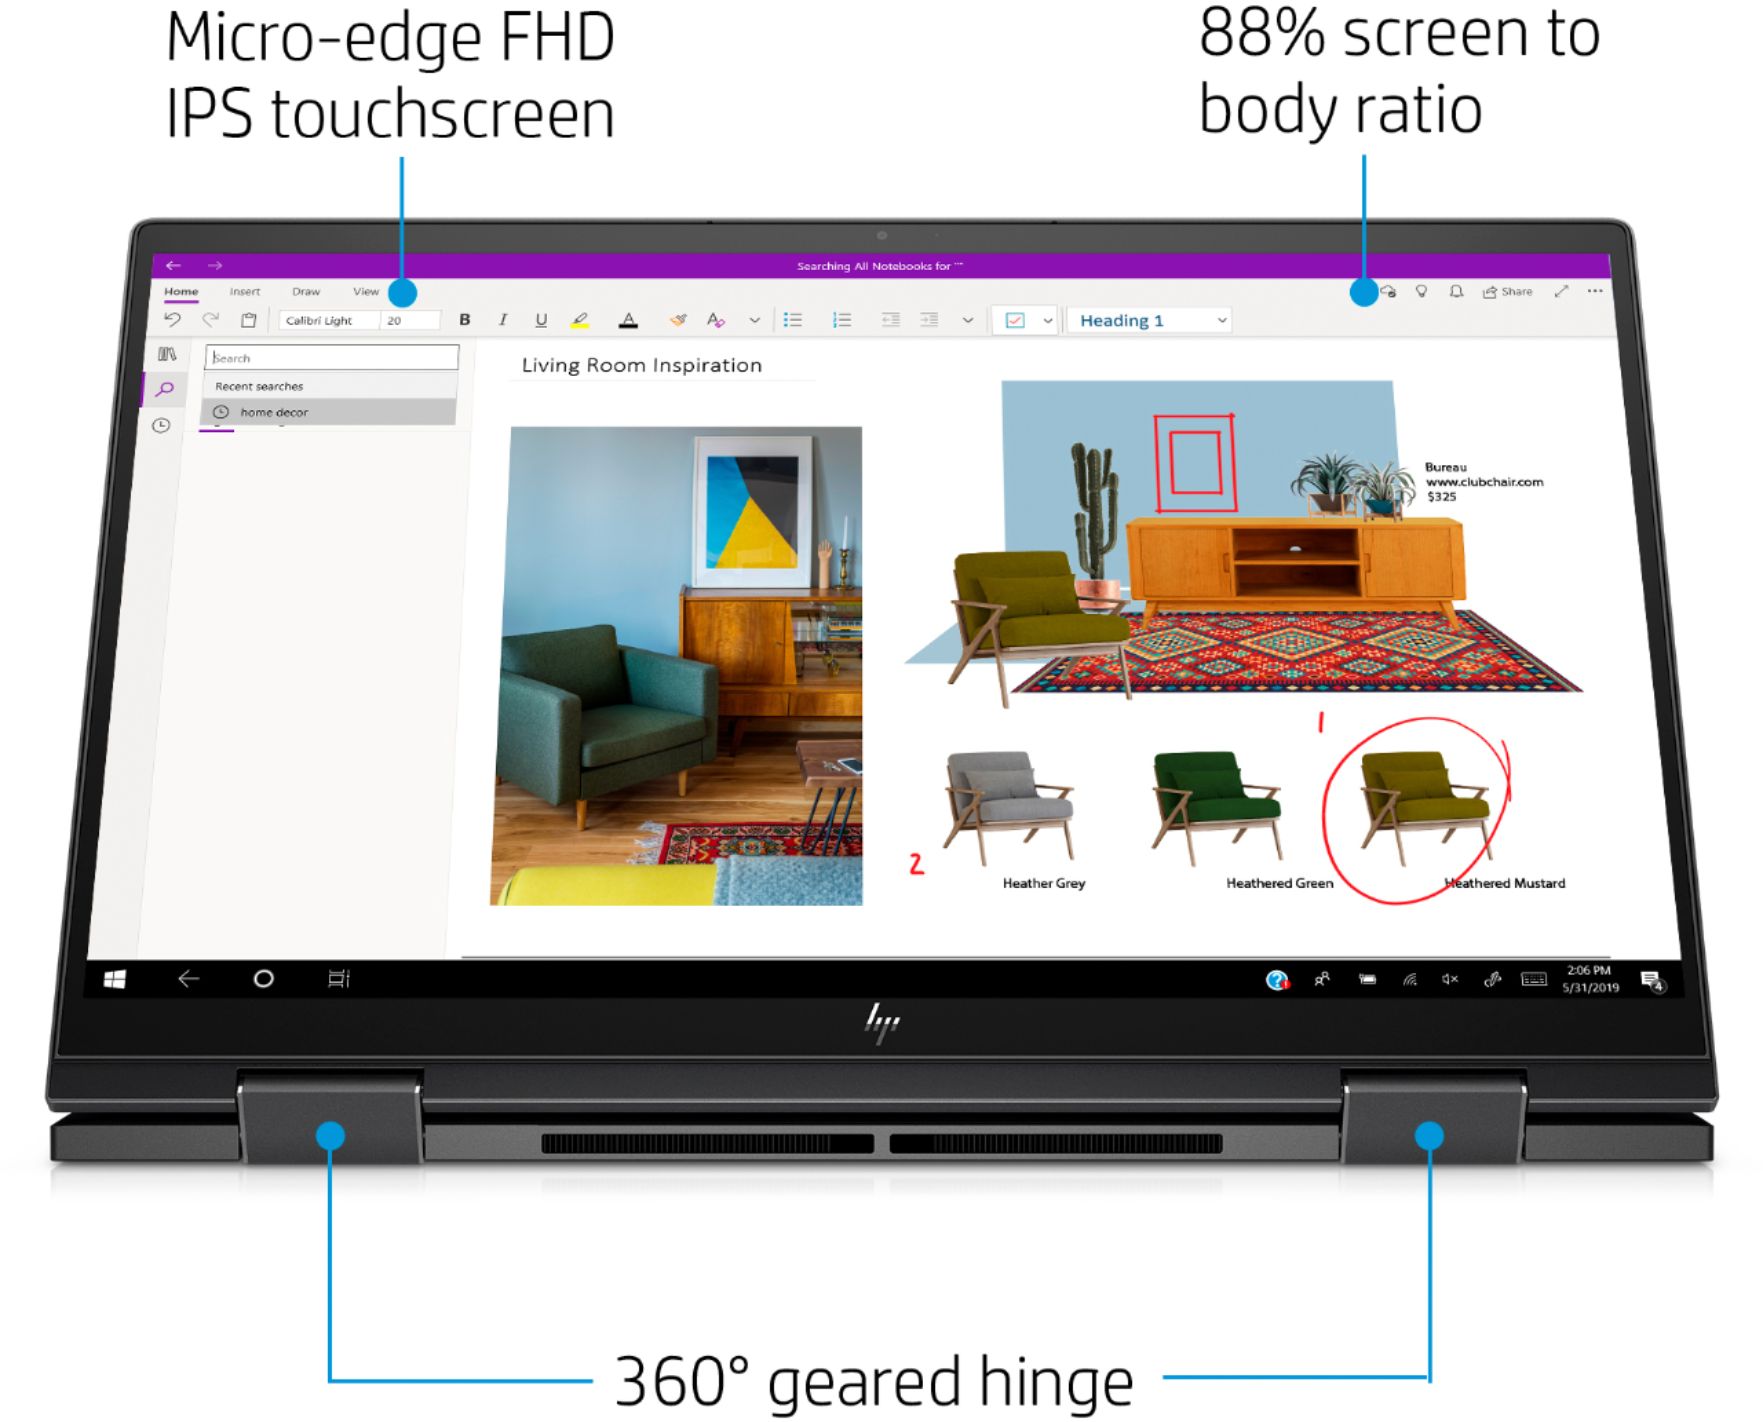 Micro-edge FHD
IPS touchscreen
88% screen to
body ratio
Searching All Notebooks for ""
Home Insert Draw View
Share
Calibri Light 20 B I U A A Heading 1
Search
Recent searches
home decor
Living Room Inspiration
Bureau
www.clubchair.com
$325
1
2
Heather Grey Heathered Green Heathered Mustard
2:06 PM
5/31/2019
4
hp
360° geared hinge